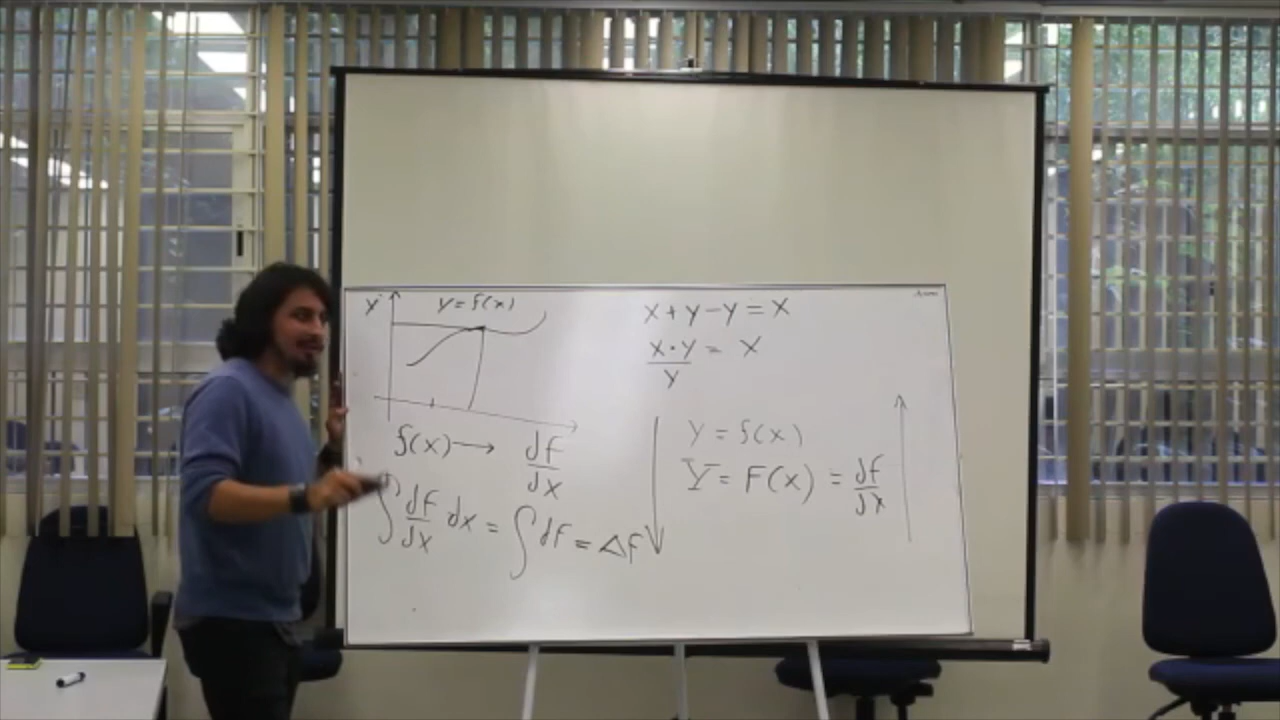 y
y = f(x)
f(x) → df/dx
∫ df/dx dx = ∫ df = Δf
x + y − y = x
x·y/y = x
y = f(x)
Y = F(x) = df/dx